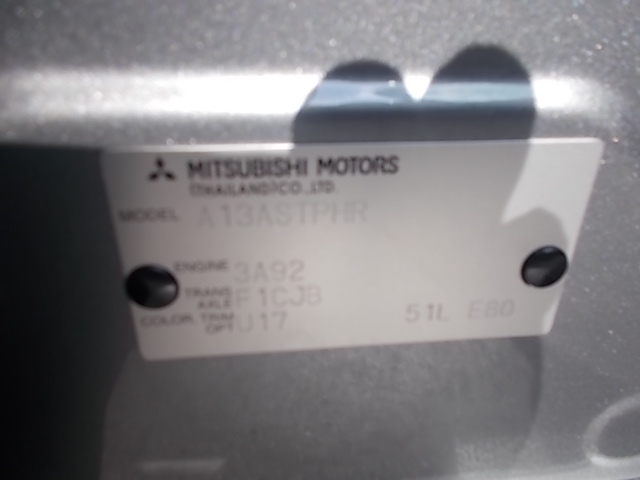 MITSUBISHI MOTORS
(THAILAND)CO.,LTD.
MODEL A13ASTPHR
ENGINE 3A92
TRANS AXLE F1CJB
COLOR, TRIM OPT U17 51L E80